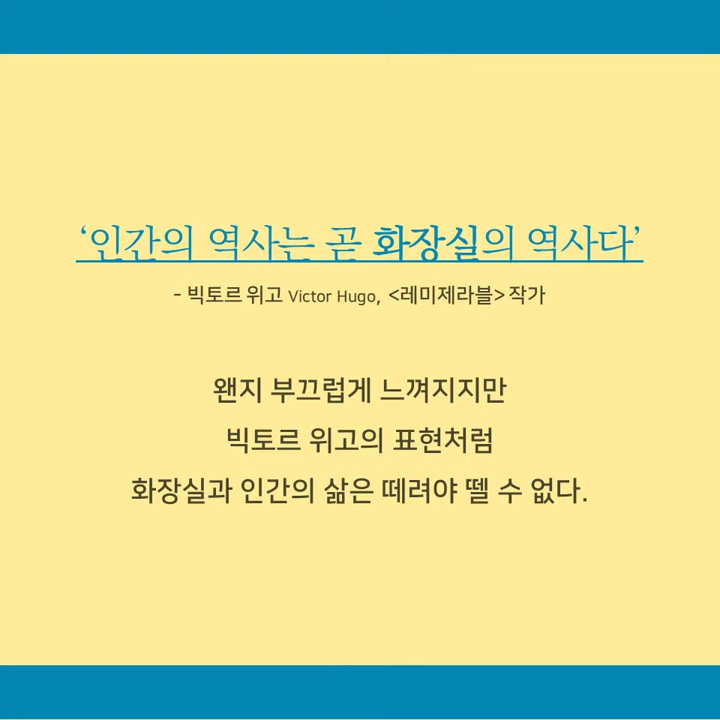 ‘인간의 역사는 곧 화장실의 역사다’
- 빅토르 위고 Victor Hugo, <레미제라블> 작가
왠지 부끄럽게 느껴지지만
빅토르 위고의 표현처럼
화장실과 인간의 삶은 떼려야 뗄 수 없다.